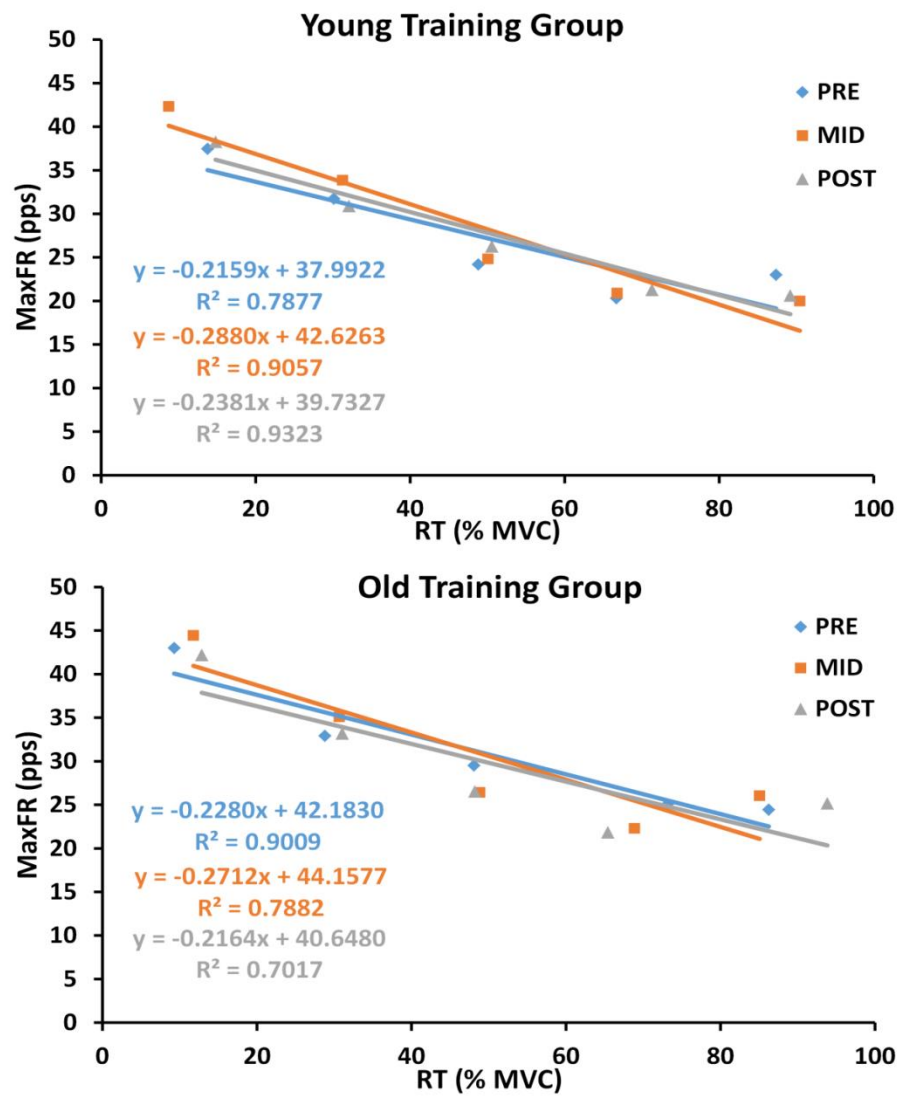 Young Training Group
50
45
40
35
30
25
20
15
10
5
0
MaxFR (pps)
PRE
MID
POST
y = -0.2159x + 37.9922
R² = 0.7877
y = -0.2880x + 42.6263
R² = 0.9057
y = -0.2381x + 39.7327
R² = 0.9323
0 20 40 60 80 100
RT (% MVC)
Old Training Group
50
45
40
35
30
25
20
15
10
5
0
MaxFR (pps)
PRE
MID
POST
y = -0.2280x + 42.1830
R² = 0.9009
y = -0.2712x + 44.1577
R² = 0.7882
y = -0.2164x + 40.6480
R² = 0.7017
0 20 40 60 80 100
RT (% MVC)